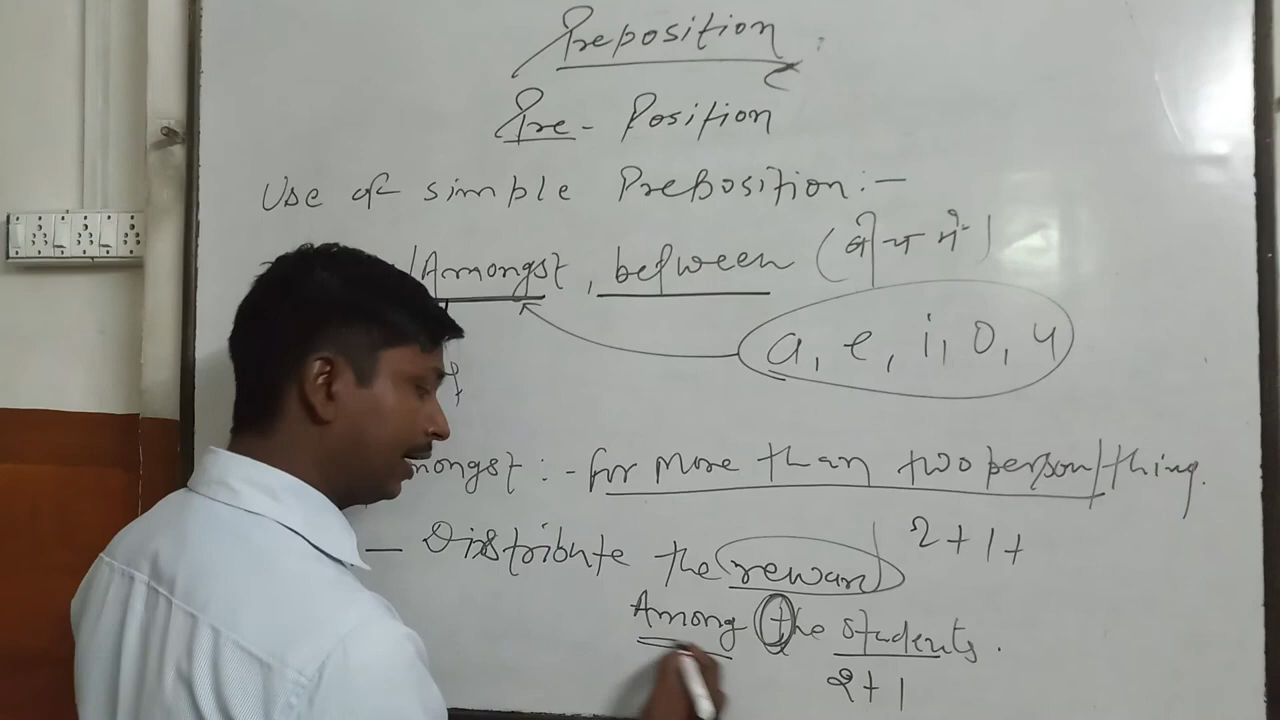 Preposition
Pre - Position
Use of simple Preposition :-
/Amongst, between (बीच में)
a, e, i, o, u
mongst :- for more than two person/thing.
2+1+
- Distribute the reward
Among the students.
2+1